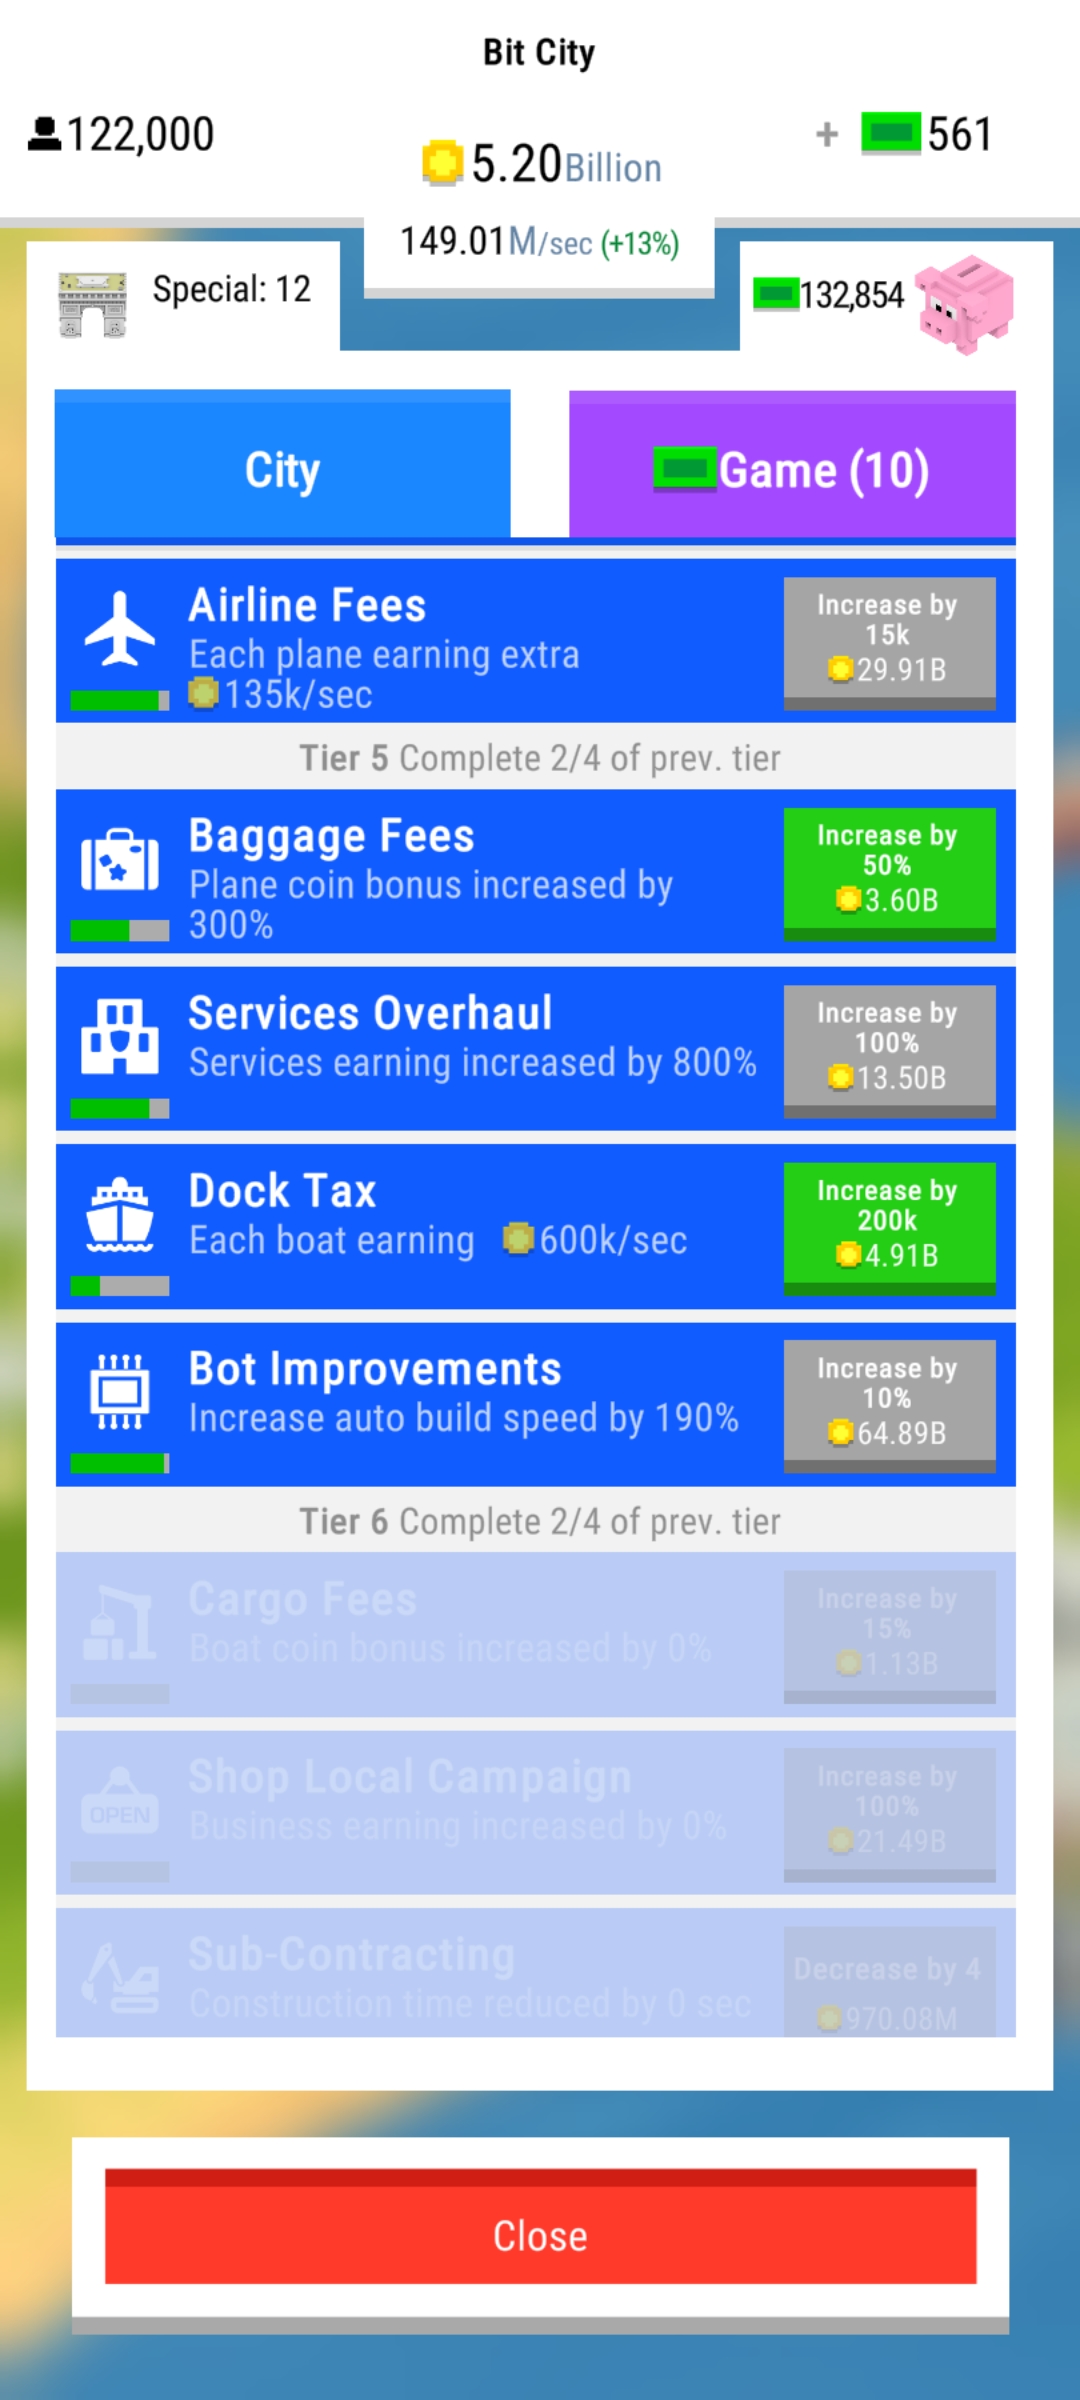 Bit City
122,000
5.20Billion
+ 561
149.01M/sec (+13%)
Special: 12
132,854
City
Game (10)
Airline Fees
Each plane earning extra
135k/sec
Increase by
15k
29.91B
Tier 5 Complete 2/4 of prev. tier
Baggage Fees
Plane coin bonus increased by
300%
Increase by
50%
3.60B
Services Overhaul
Services earning increased by 800%
Increase by
100%
13.50B
Dock Tax
Each boat earning 600k/sec
Increase by
200k
4.91B
Bot Improvements
Increase auto build speed by 190%
Increase by
10%
64.89B
Tier 6 Complete 2/4 of prev. tier
Cargo Fees
Boat coin bonus increased by 0%
Increase by
15%
1.13B
OPEN
Shop Local Campaign
Business earning increased by 0%
Increase by
100%
21.49B
Sub-Contracting
Construction time reduced by 0 sec
Decrease by 4
970.08M
Close